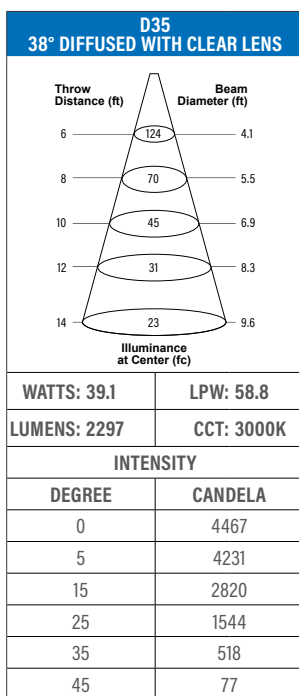 D35
38° DIFFUSED WITH CLEAR LENS
Throw Distance (ft)
Beam Diameter (ft)
6 124 4.1
8 70 5.5
10 45 6.9
12 31 8.3
14 23 9.6
Illuminance
at Center (fc)
WATTS: 39.1 LPW: 58.8
LUMENS: 2297 CCT: 3000K
INTENSITY
DEGREE CANDELA
0 4467
5 4231
15 2820
25 1544
35 518
45 77